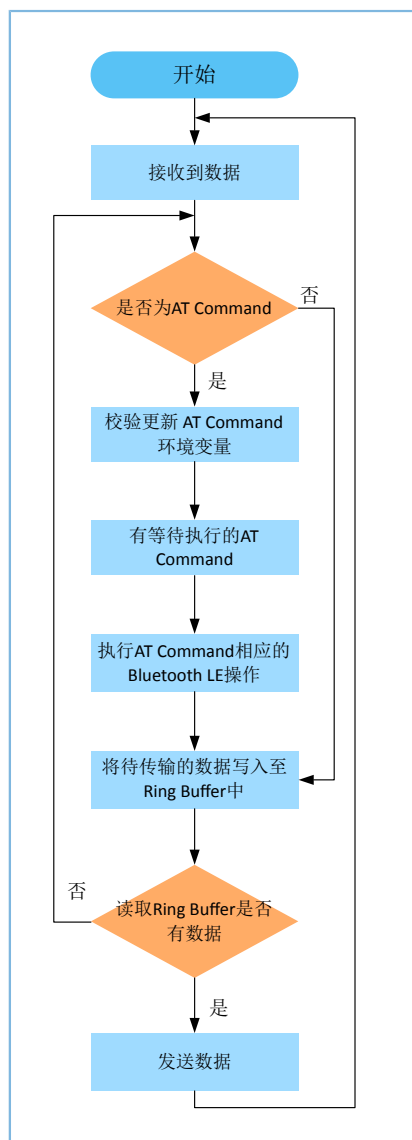 开始
接收到数据
是否为AT Command
否
是
校验更新 AT Command
环境变量
有等待执行的AT
Command
执行AT Command相应的
Bluetooth LE操作
将待传输的数据写入至
Ring Buffer中
否
读取Ring Buffer是否
有数据
是
发送数据